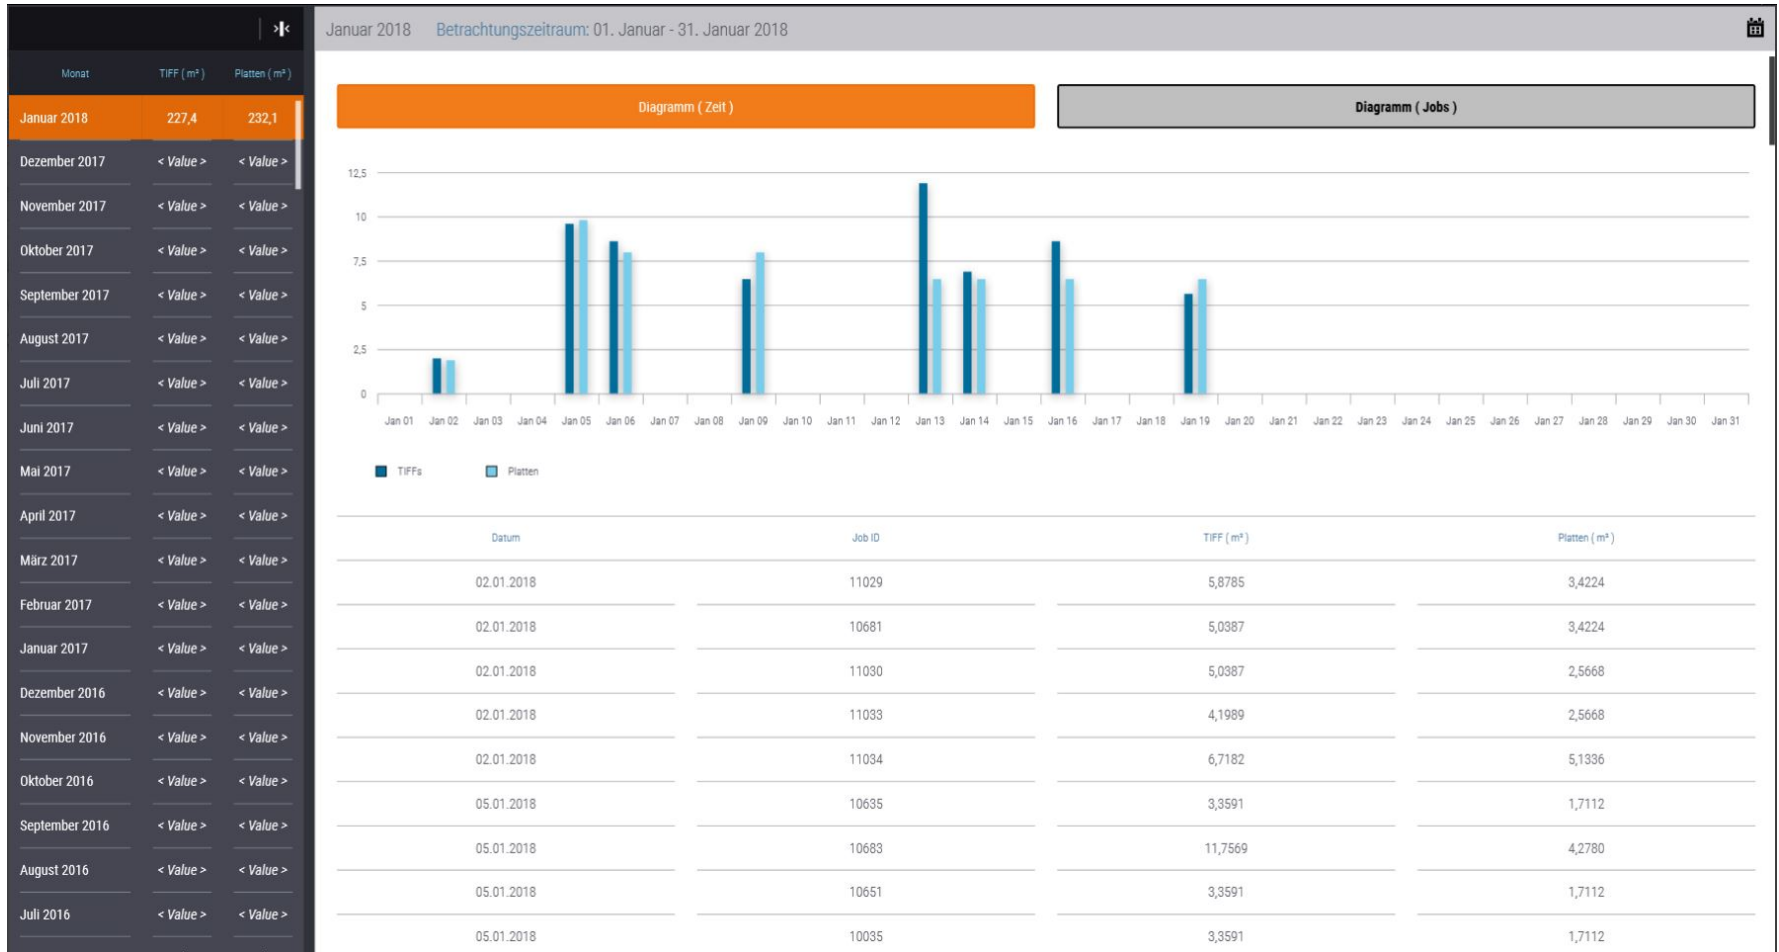 Monat TIFF ( m² ) Platten ( m² )
Januar 2018 227,4 232,1
Dezember 2017 < Value > < Value >
November 2017 < Value > < Value >
Oktober 2017 < Value > < Value >
September 2017 < Value > < Value >
August 2017 < Value > < Value >
Juli 2017 < Value > < Value >
Juni 2017 < Value > < Value >
Mai 2017 < Value > < Value >
April 2017 < Value > < Value >
März 2017 < Value > < Value >
Februar 2017 < Value > < Value >
Januar 2017 < Value > < Value >
Dezember 2016 < Value > < Value >
November 2016 < Value > < Value >
Oktober 2016 < Value > < Value >
September 2016 < Value > < Value >
August 2016 < Value > < Value >
Juli 2016 < Value > < Value >
Januar 2018 Betrachtungszeitraum: 01. Januar - 31. Januar 2018
Diagramm ( Zeit ) Diagramm ( Jobs )
12,5
10
7,5
5
2,5
0
Jan 01 Jan 02 Jan 03 Jan 04 Jan 05 Jan 06 Jan 07 Jan 08 Jan 09 Jan 10 Jan 11 Jan 12 Jan 13 Jan 14 Jan 15 Jan 16 Jan 17 Jan 18 Jan 19 Jan 20 Jan 21 Jan 22 Jan 23 Jan 24 Jan 25 Jan 26 Jan 27 Jan 28 Jan 29 Jan 30 Jan 31
TIFFs Platten
Datum Job ID TIFF ( m² ) Platten ( m² )
02.01.2018 11029 5,8785 3,4224
02.01.2018 10681 5,0387 3,4224
02.01.2018 11030 5,0387 2,5668
02.01.2018 11033 4,1989 2,5668
02.01.2018 11034 6,7182 5,1336
05.01.2018 10635 3,3591 1,7112
05.01.2018 10683 11,7569 4,2780
05.01.2018 10651 3,3591 1,7112
05.01.2018 10035 3,3591 1,7112